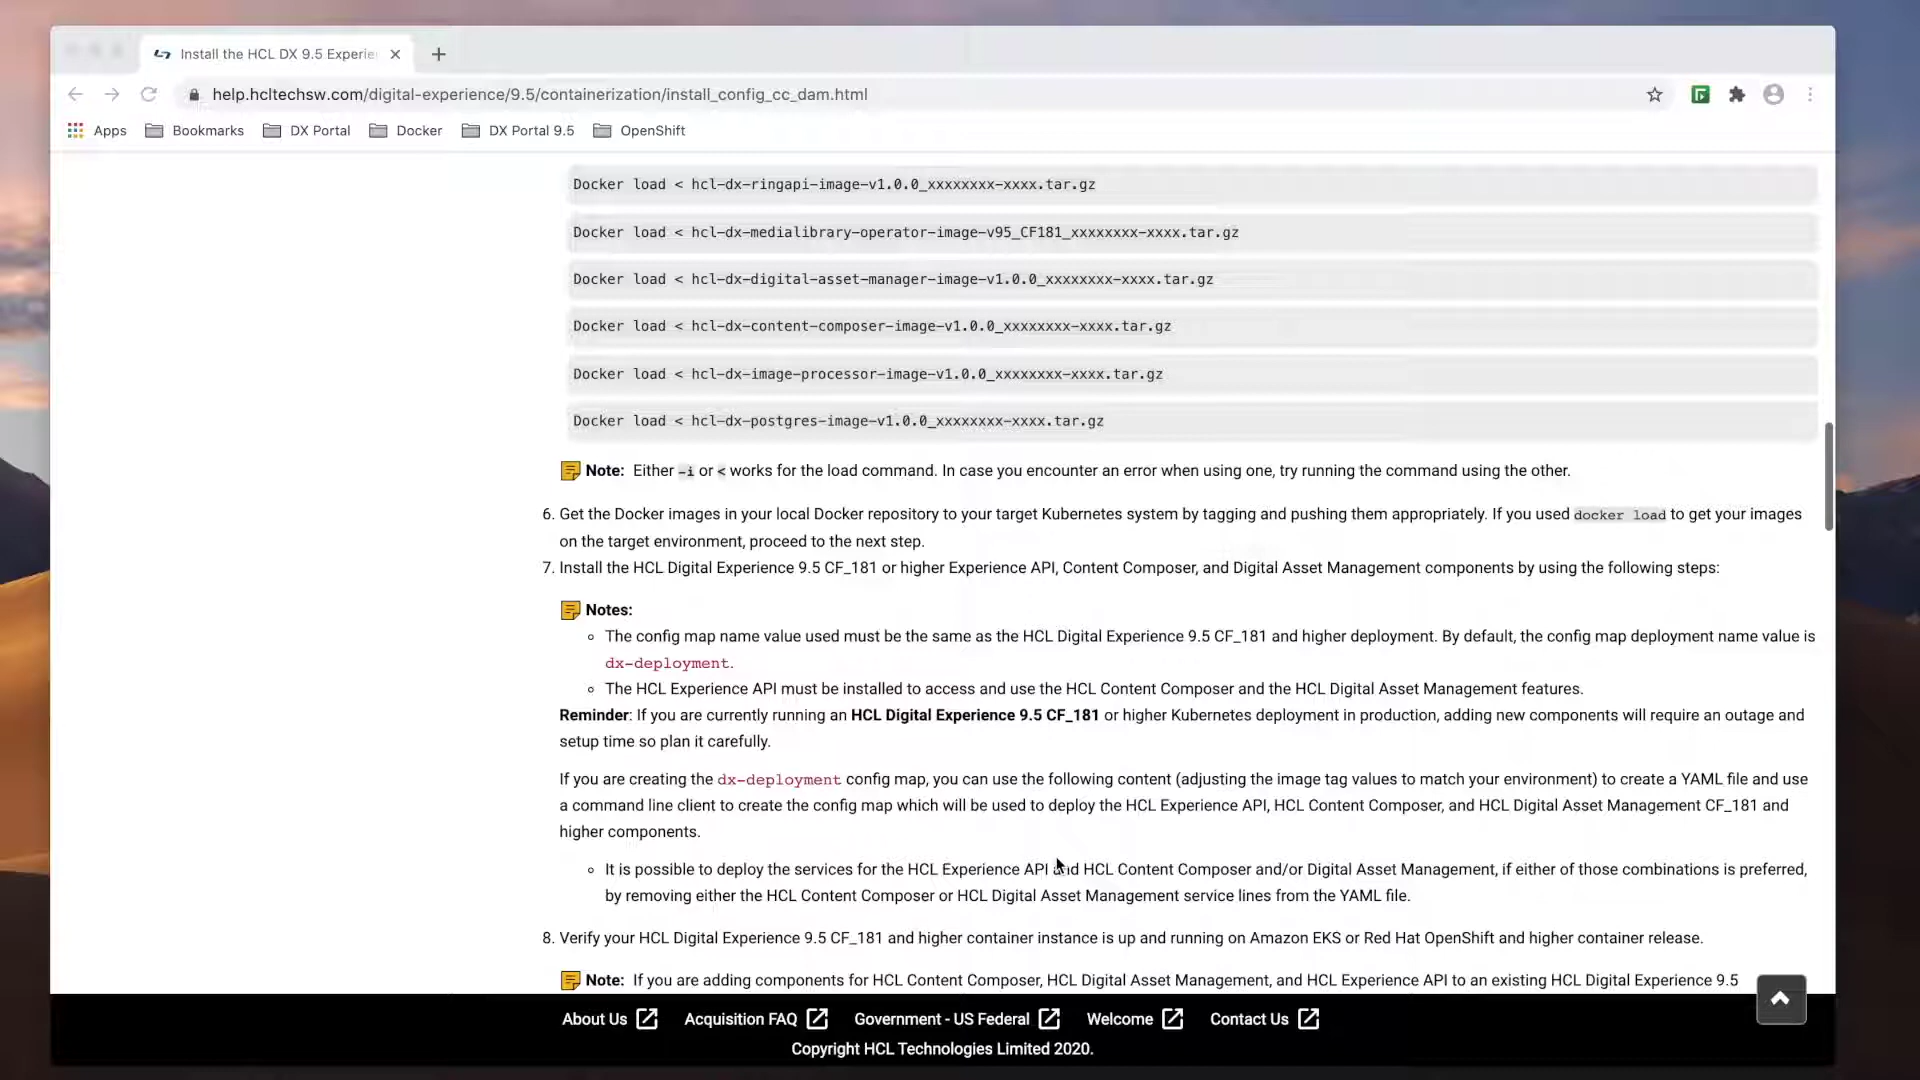 Install the HCL DX 9.5 Experie
help.hcltechsw.com/digital-experience/9.5/containerization/install_config_cc_dam.html
Apps Bookmarks DX Portal Docker DX Portal 9.5 OpenShift
Docker load < hcl-dx-ringapi-image-v1.0.0_xxxxxxxx-xxxx.tar.gz
Docker load < hcl-dx-medialibrary-operator-image-v95_CF181_xxxxxxxx-xxxx.tar.gz
Docker load < hcl-dx-digital-asset-manager-image-v1.0.0_xxxxxxxx-xxxx.tar.gz
Docker load < hcl-dx-content-composer-image-v1.0.0_xxxxxxxx-xxxx.tar.gz
Docker load < hcl-dx-image-processor-image-v1.0.0_xxxxxxxx-xxxx.tar.gz
Docker load < hcl-dx-postgres-image-v1.0.0_xxxxxxxx-xxxx.tar.gz
Note: Either -i or < works for the load command. In case you encounter an error when using one, try running the command using the other.
6. Get the Docker images in your local Docker repository to your target Kubernetes system by tagging and pushing them appropriately. If you used docker load to get your images
on the target environment, proceed to the next step.
7. Install the HCL Digital Experience 9.5 CF_181 or higher Experience API, Content Composer, and Digital Asset Management components by using the following steps:
Notes:
The config map name value used must be the same as the HCL Digital Experience 9.5 CF_181 and higher deployment. By default, the config map deployment name value is
dx-deployment.
The HCL Experience API must be installed to access and use the HCL Content Composer and the HCL Digital Asset Management features.
Reminder: If you are currently running an HCL Digital Experience 9.5 CF_181 or higher Kubernetes deployment in production, adding new components will require an outage and
setup time so plan it carefully.
If you are creating the dx-deployment config map, you can use the following content (adjusting the image tag values to match your environment) to create a YAML file and use
a command line client to create the config map which will be used to deploy the HCL Experience API, HCL Content Composer, and HCL Digital Asset Management CF_181 and
higher components.
It is possible to deploy the services for the HCL Experience API and HCL Content Composer and/or Digital Asset Management, if either of those combinations is preferred,
by removing either the HCL Content Composer or HCL Digital Asset Management service lines from the YAML file.
8. Verify your HCL Digital Experience 9.5 CF_181 and higher container instance is up and running on Amazon EKS or Red Hat OpenShift and higher container release.
Note: If you are adding components for HCL Content Composer, HCL Digital Asset Management, and HCL Experience API to an existing HCL Digital Experience 9.5
About Us Acquisition FAQ Government - US Federal Welcome Contact Us
Copyright HCL Technologies Limited 2020.